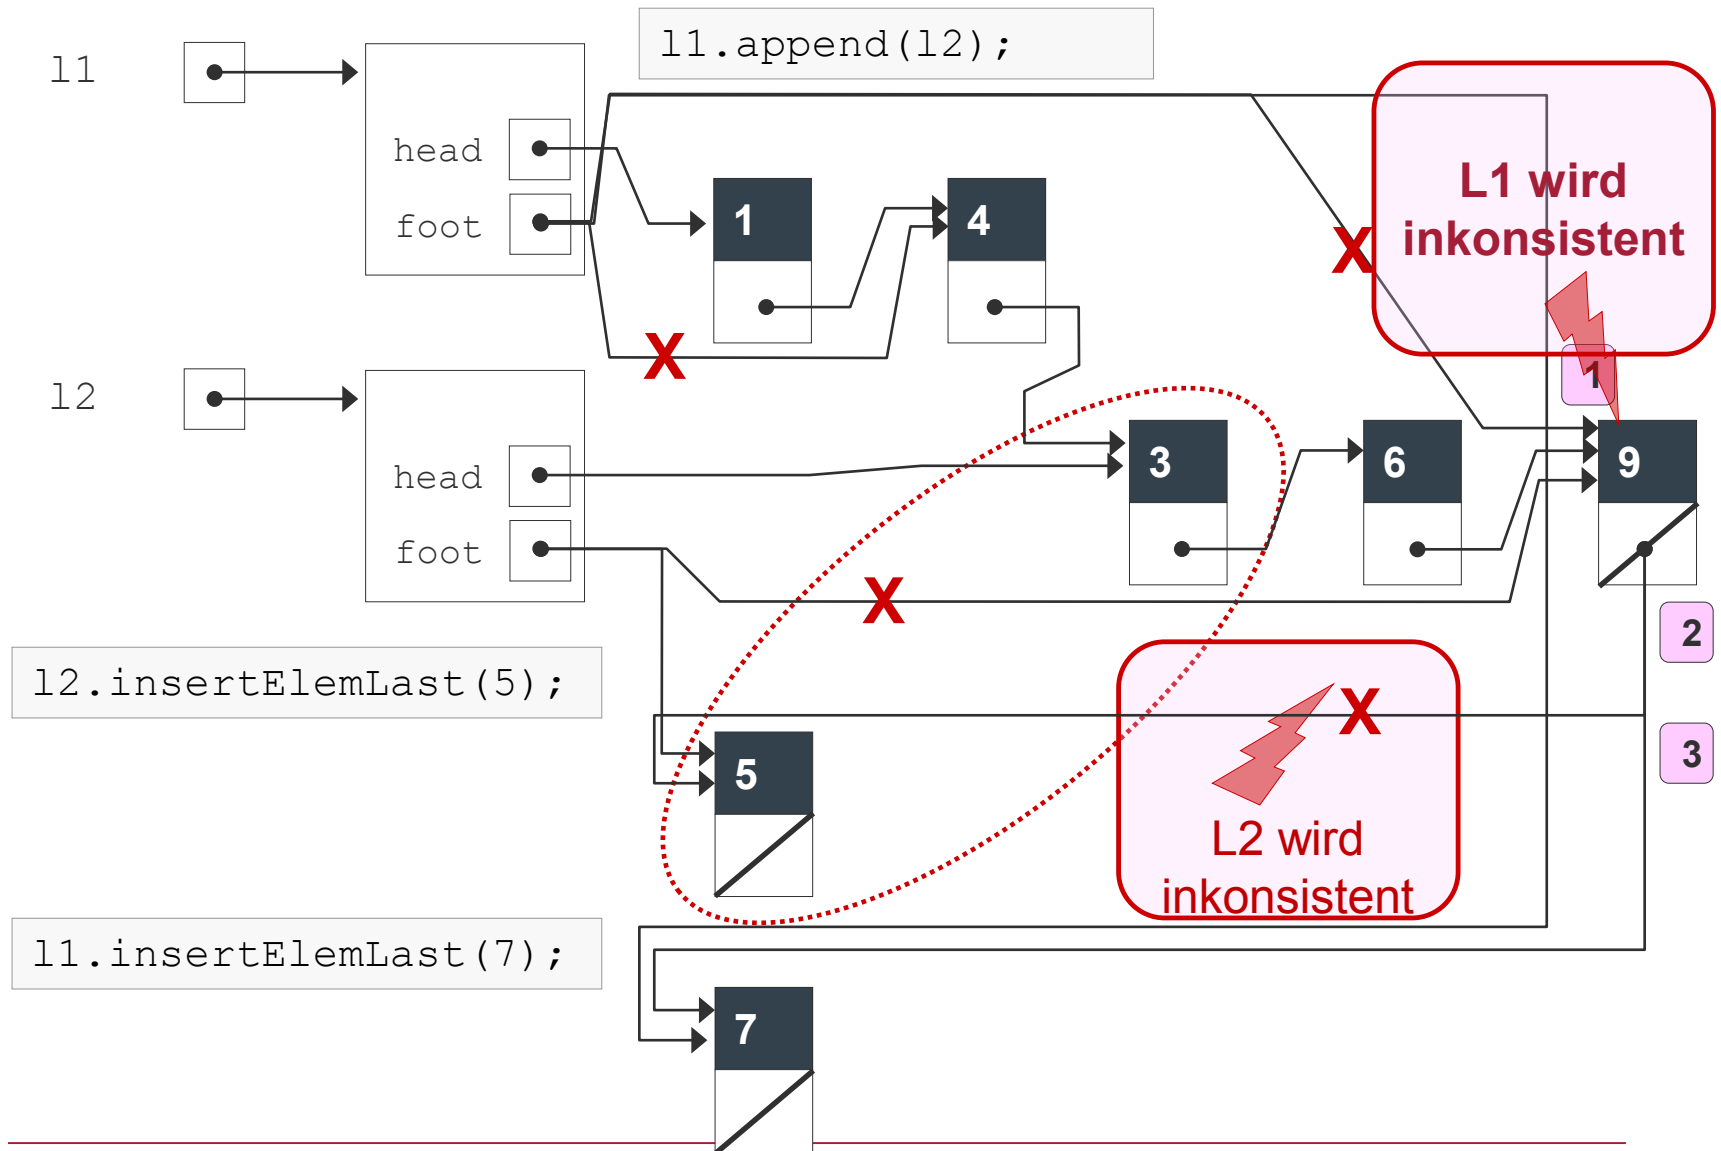 l1.append(l2);
l1
head
foot
1
4
X
X
L1 wird
inkonsistent
1
l2
head
foot
3
6
9
X
2
l2.insertElemLast(5);
X
3
5
L2 wird
inkonsistent
l1.insertElemLast(7);
7